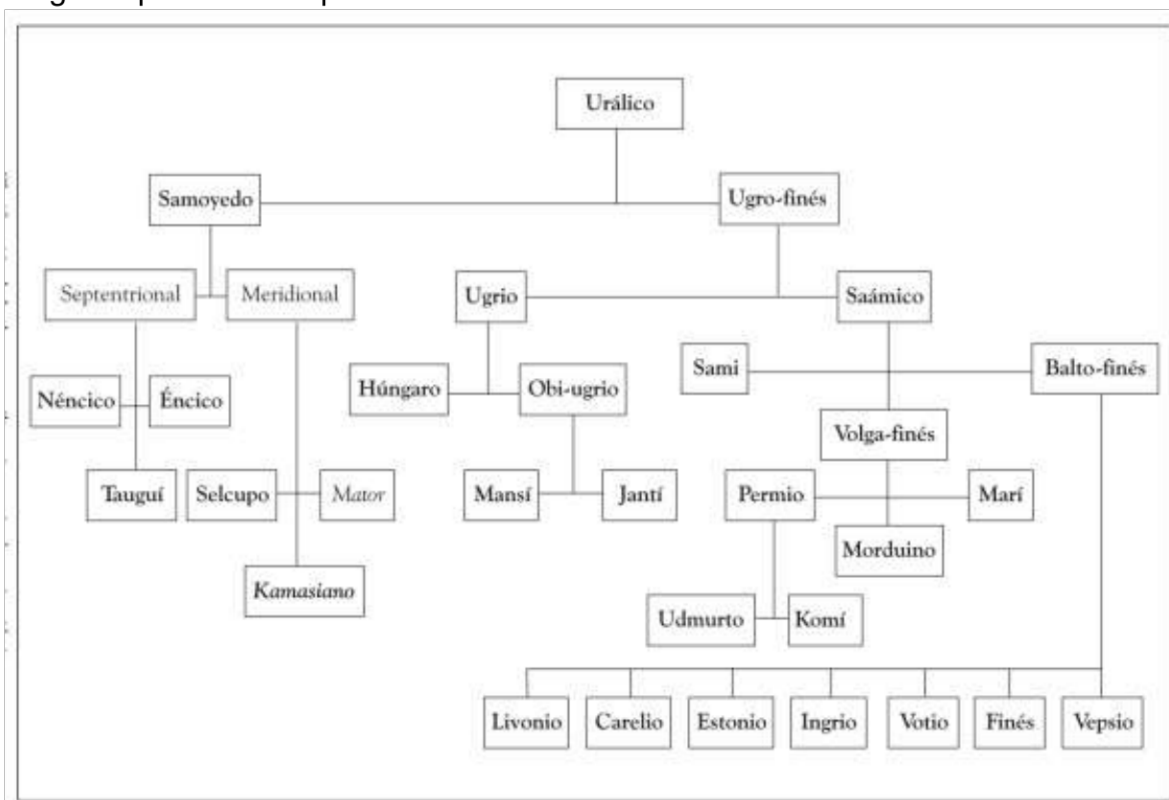 Urálico
Samoyedo
Ugro-finés
Septentrional
Meridional
Ugrio
Saámico
Sami
Balto-finés
Húngaro
Obi-ugrio
Néncico
Éncico
Volga-finés
Tauguí
Selcupo
Mator
Mansí
Jantí
Permio
Marí
Morduino
Kamasiano
Udmurto
Komí
Livonio
Carelio
Estonio
Ingrio
Votio
Finés
Vepsio